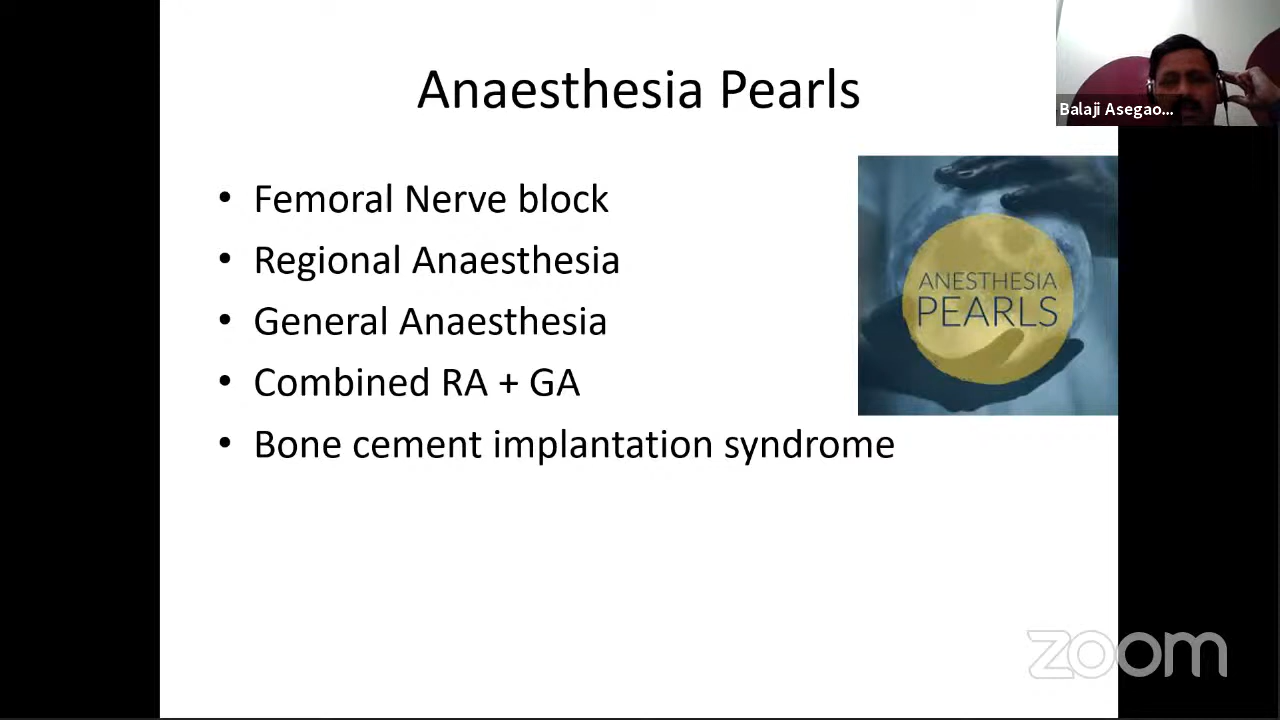 Anaesthesia Pearls
Balaji Asegao...
• Femoral Nerve block
• Regional Anaesthesia
• General Anaesthesia
• Combined RA + GA
• Bone cement implantation syndrome
ANESTHESIA
PEARLS
zoom